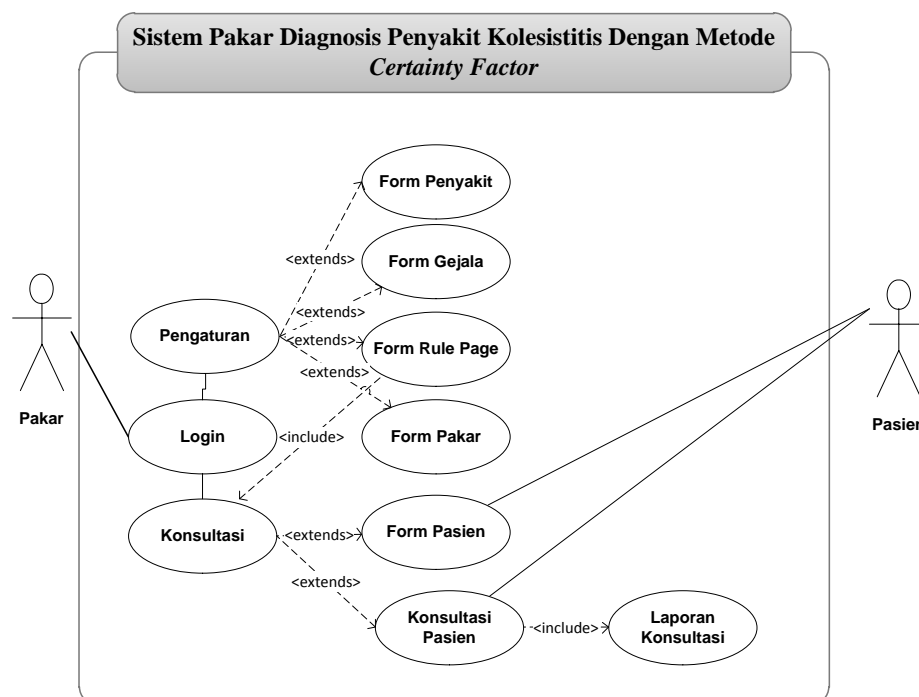 Sistem Pakar Diagnosis Penyakit Kolesistitis Dengan Metode
Certainty Factor
Form Penyakit
<extends>
Form Gejala
<extends>
Pengaturan
<extends>
Form Rule Page
<extends>
Pakar
Pasien
Login
<include>
Form Pakar
Konsultasi
<extends>
Form Pasien
<extends>
Konsultasi
Pasien
<include>
Laporan
Konsultasi